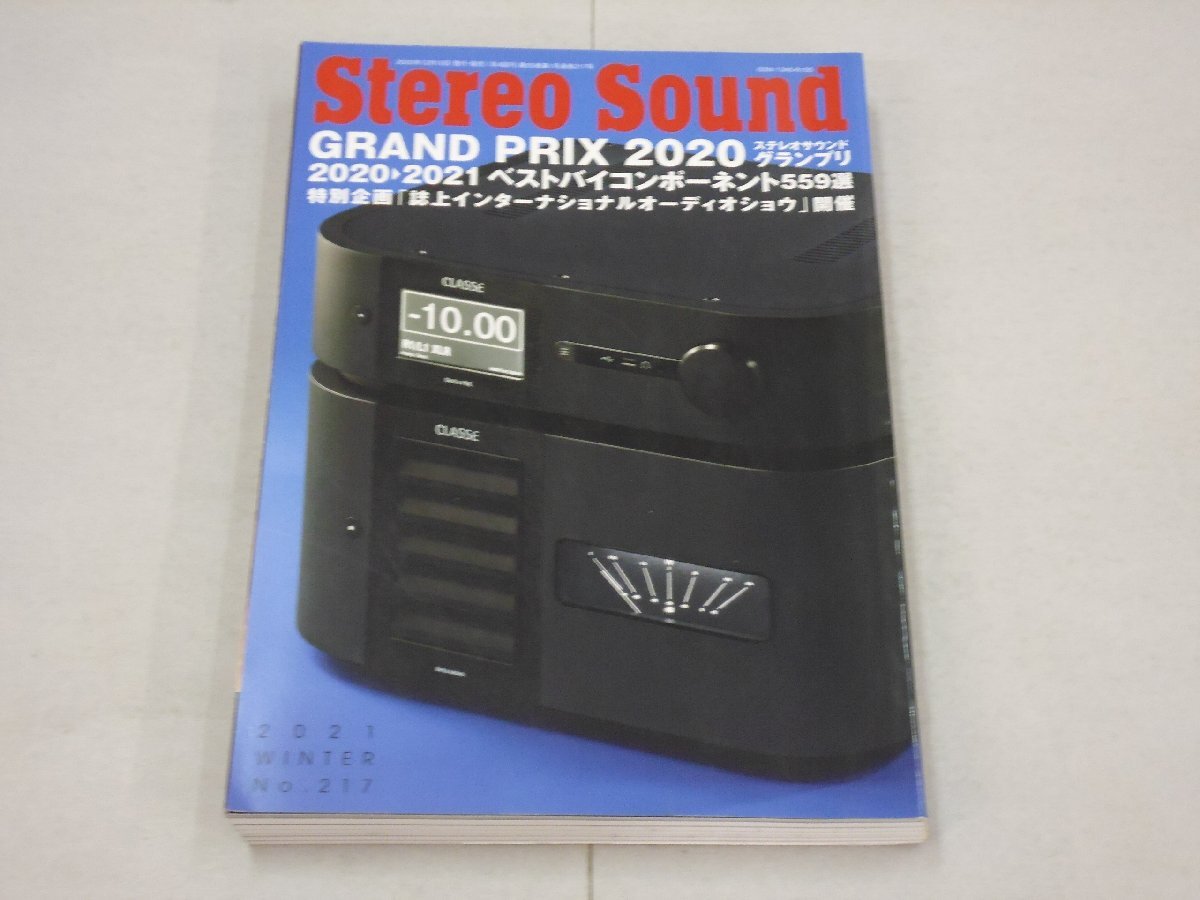 Stereo Sound
GRAND PRIX 2020 ステレオサウンド グランプリ
2020▶2021 ベストバイコンポーネント559選
特別企画「誌上インターナショナルオーディオショウ」開催
CLASSÉ
-10.00
CLASSÉ
2021
WINTER
No.217